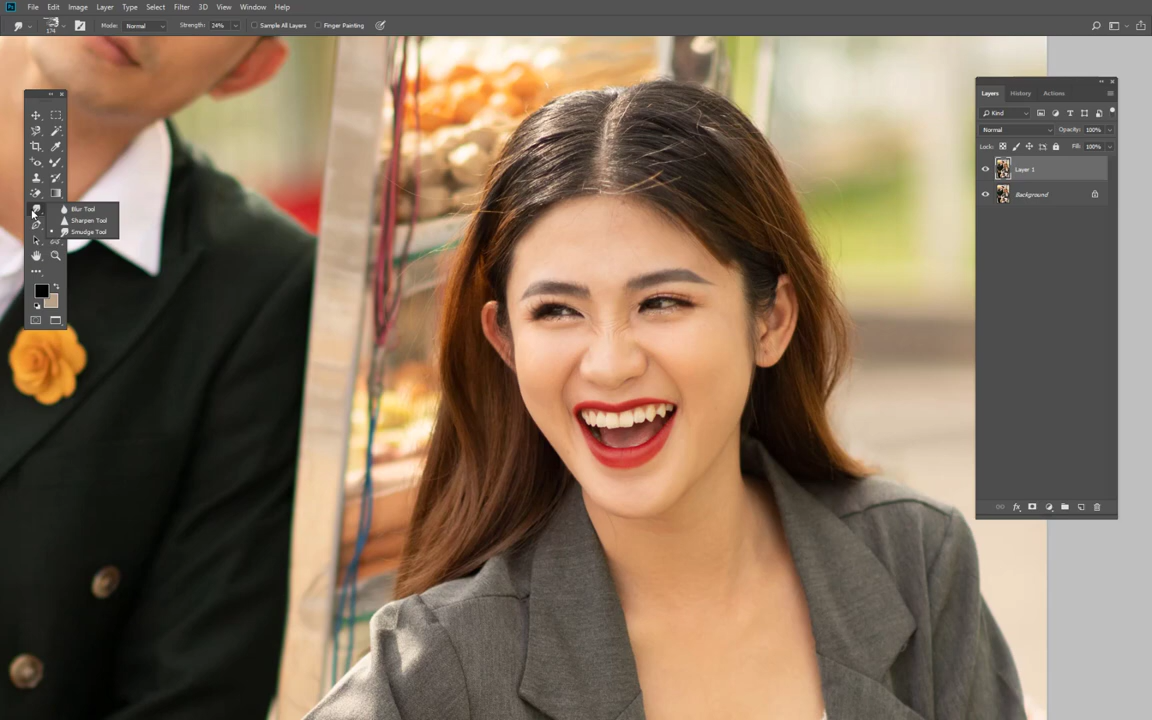 Ps File Edit Image Layer Type Select Filter 3D View Window Help
174 Mode: Normal Strength: 24% Sample All Layers Finger Painting
Layers History Actions
Kind
Normal Opacity: 100%
Lock: Fill: 100%
Layer 1
Background
Blur Tool
Sharpen Tool
Smudge Tool